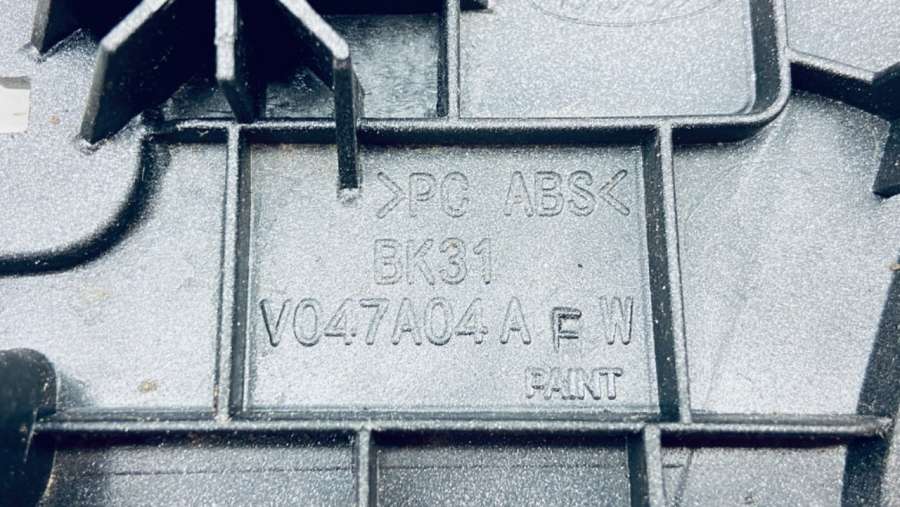 >PC ABS<
BK31
V047A04 A F W
PAINT